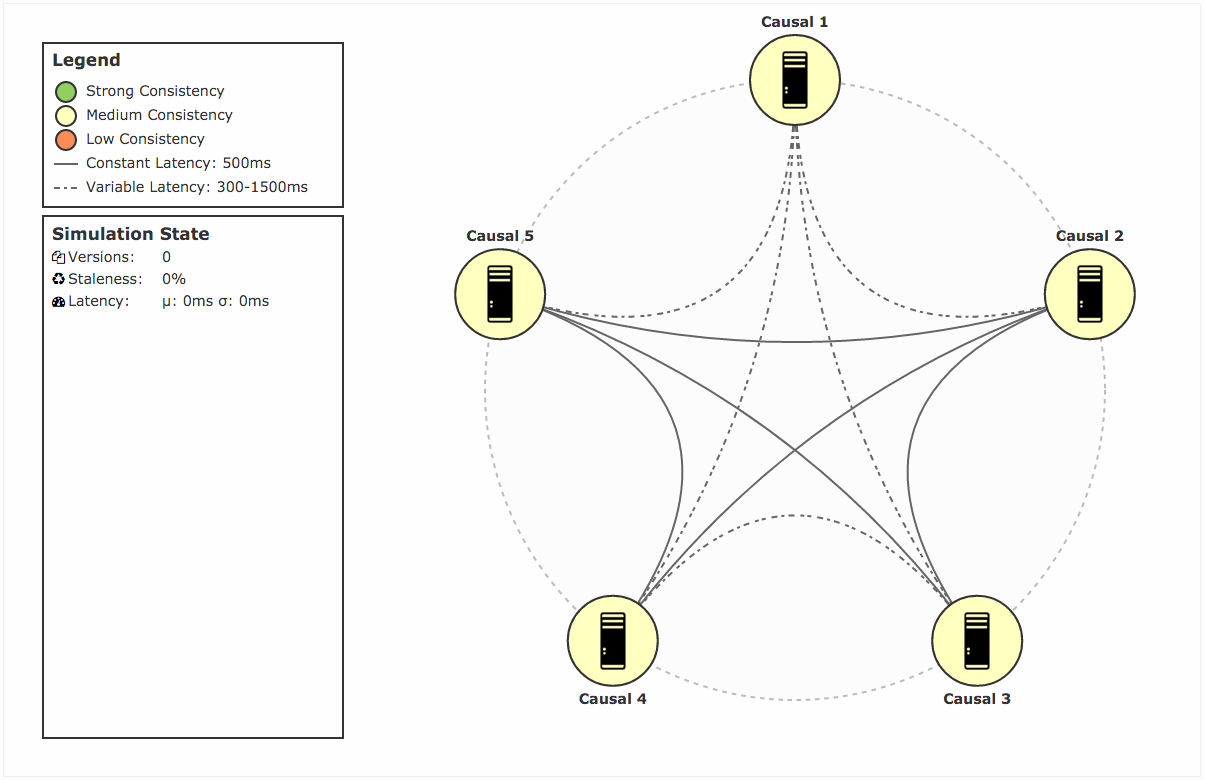 Legend
Strong Consistency
Medium Consistency
Low Consistency
Constant Latency: 500ms
Variable Latency: 300-1500ms
Simulation State
Versions: 0
Staleness: 0%
Latency: μ: 0ms σ: 0ms
Causal 1
Causal 5
Causal 2
Causal 4
Causal 3